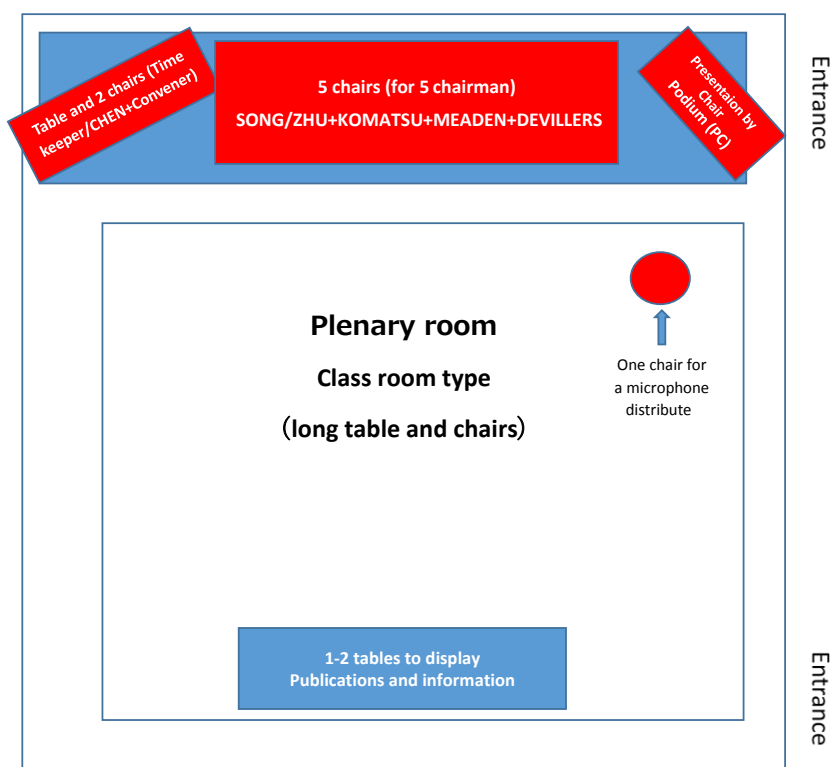 Table and 2 chairs (Time
keeper/CHEN+Convener)
5 chairs (for 5 chairman)
SONG/ZHU+KOMATSU+MEADEN+DEVILLERS
Presentaion by
Chair
Podium (PC)
Entrance
Plenary room
Class room type
（long table and chairs）
One chair for
a microphone
distribute
1-2 tables to display
Publications and information
Entrance